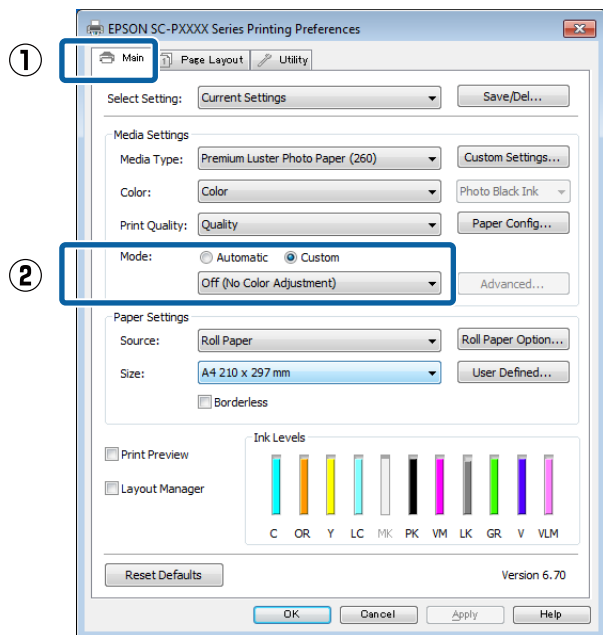 EPSON SC-PXXXX Series Printing Preferences
①
Main
Page Layout
Utility
Select Setting: Current Settings Save/Del...
Media Settings
Media Type: Premium Luster Photo Paper (260) Custom Settings...
Color: Color Photo Black Ink
Print Quality: Quality Paper Config...
②
Mode: Automatic Custom
Off (No Color Adjustment) Advanced...
Paper Settings
Source: Roll Paper Roll Paper Option...
Size: A4 210 x 297 mm User Defined...
Borderless
Print Preview
Layout Manager
Ink Levels
C OR Y LC MK PK VM LK GR V VLM
Reset Defaults Version 6.70
OK Cancel Apply Help